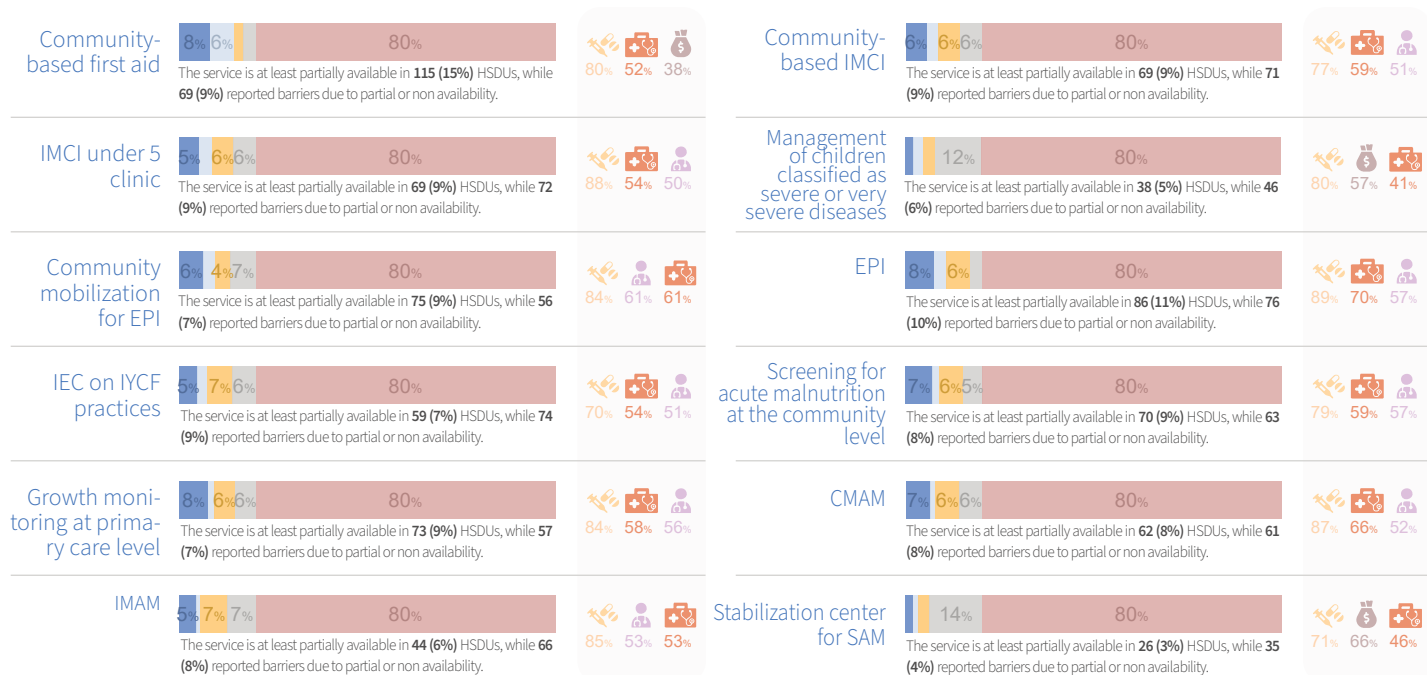 Community-
based first aid
8% 6% 80%
80% 52% 38%
The service is at least partially available in 115 (15%) HSDUs, while
69 (9%) reported barriers due to partial or non availability.
IMCI under 5
clinic
5% 6% 6% 80%
88% 54% 50%
The service is at least partially available in 69 (9%) HSDUs, while 72
(9%) reported barriers due to partial or non availability.
Community
mobilization
for EPI
6% 4% 7% 80%
84% 61% 61%
The service is at least partially available in 75 (9%) HSDUs, while 56
(7%) reported barriers due to partial or non availability.
IEC on IYCF
practices
5% 7% 6% 80%
70% 54% 51%
The service is at least partially available in 59 (7%) HSDUs, while 74
(9%) reported barriers due to partial or non availability.
Growth moni-
toring at prima-
ry care level
8% 6% 6% 80%
84% 58% 56%
The service is at least partially available in 73 (9%) HSDUs, while 57
(7%) reported barriers due to partial or non availability.
IMAM
5% 7% 7% 80%
85% 53% 53%
The service is at least partially available in 44 (6%) HSDUs, while 66
(8%) reported barriers due to partial or non availability.
Community-
based IMCI
6% 6% 6% 80%
77% 59% 51%
The service is at least partially available in 69 (9%) HSDUs, while 71
(9%) reported barriers due to partial or non availability.
Management
of children
classified as
severe or very
severe diseases
12% 80%
80% 57% 41%
The service is at least partially available in 38 (5%) HSDUs, while 46
(6%) reported barriers due to partial or non availability.
EPI
8% 6% 80%
89% 70% 57%
The service is at least partially available in 86 (11%) HSDUs, while 76
(10%) reported barriers due to partial or non availability.
Screening for
acute malnutrition
at the community
level
7% 6% 5% 80%
79% 59% 57%
The service is at least partially available in 70 (9%) HSDUs, while 63
(8%) reported barriers due to partial or non availability.
CMAM
7% 6% 6% 80%
87% 66% 52%
The service is at least partially available in 62 (8%) HSDUs, while 61
(8%) reported barriers due to partial or non availability.
Stabilization center
for SAM
14% 80%
71% 66% 46%
The service is at least partially available in 26 (3%) HSDUs, while 35
(4%) reported barriers due to partial or non availability.